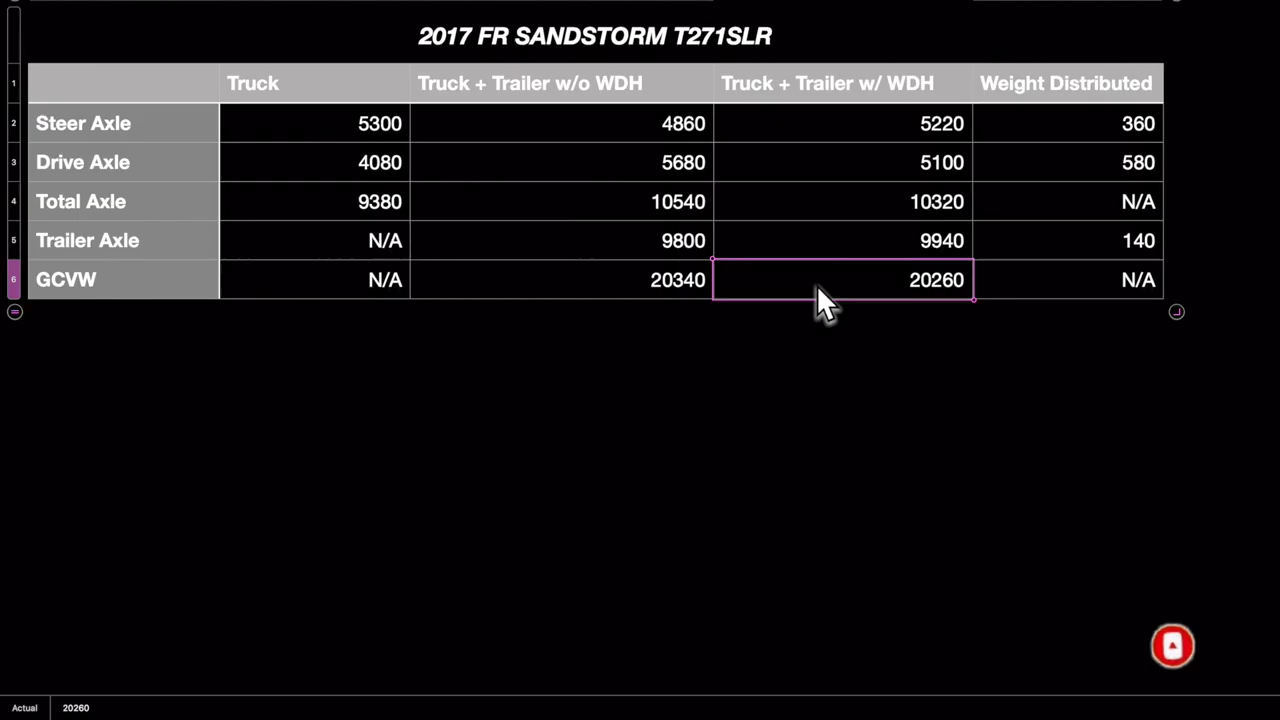 2017 FR SANDSTORM T271SLR
1 Truck Truck + Trailer w/o WDH Truck + Trailer w/ WDH Weight Distributed
2 Steer Axle 5300 4860 5220 360
3 Drive Axle 4080 5680 5100 580
4 Total Axle 9380 10540 10320 N/A
5 Trailer Axle N/A 9800 9940 140
6 GCVW N/A 20340 20260 N/A
Actual 20260